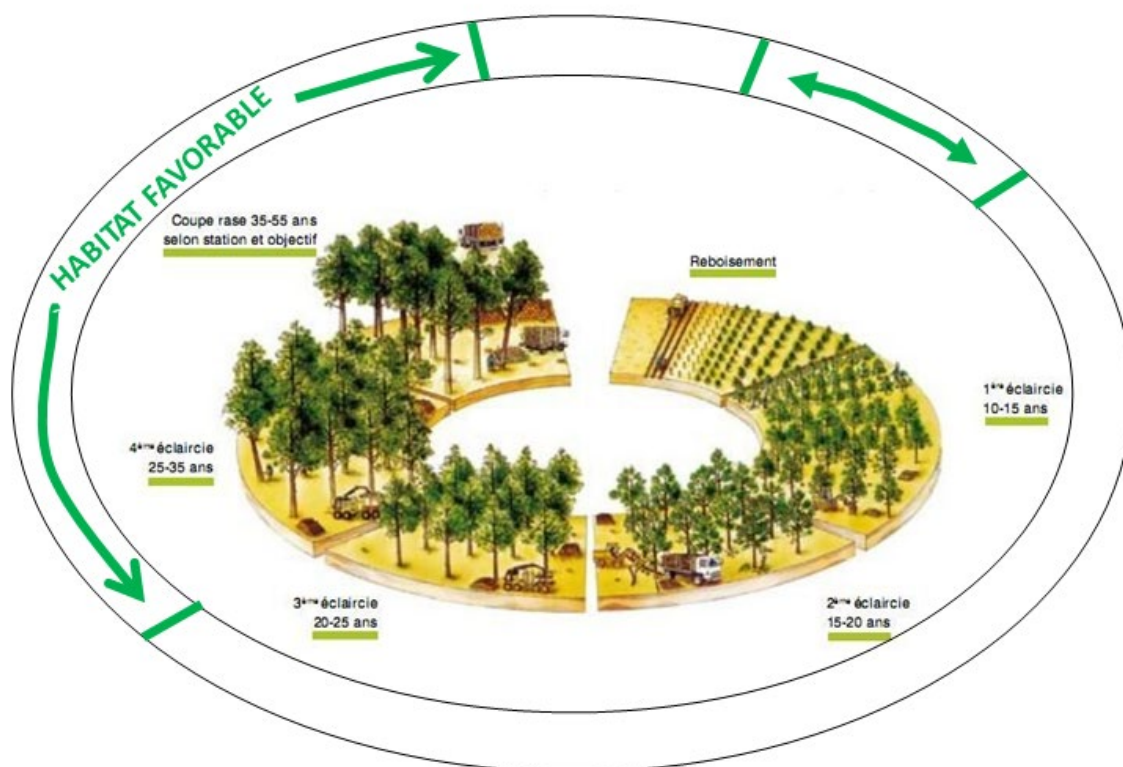 HABITAT FAVORABLE
Coupe rase 35-55 ans
selon station et objectif
Reboisement
1ère éclaircie
10-15 ans
4ème éclaircie
25-35 ans
3ème éclaircie
20-25 ans
2ème éclaircie
15-20 ans